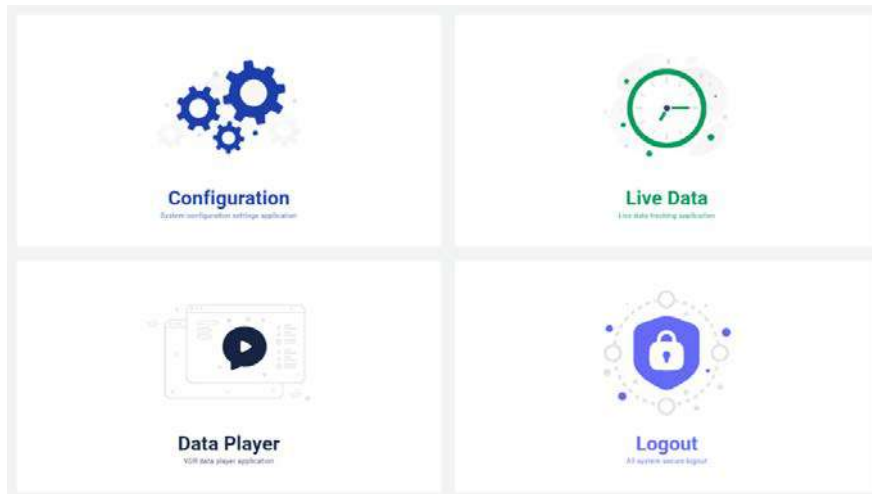 Configuration
System configuration settings application
Live Data
Live data tracking application
Data Player
VDR data player application
Logout
All system secure logout